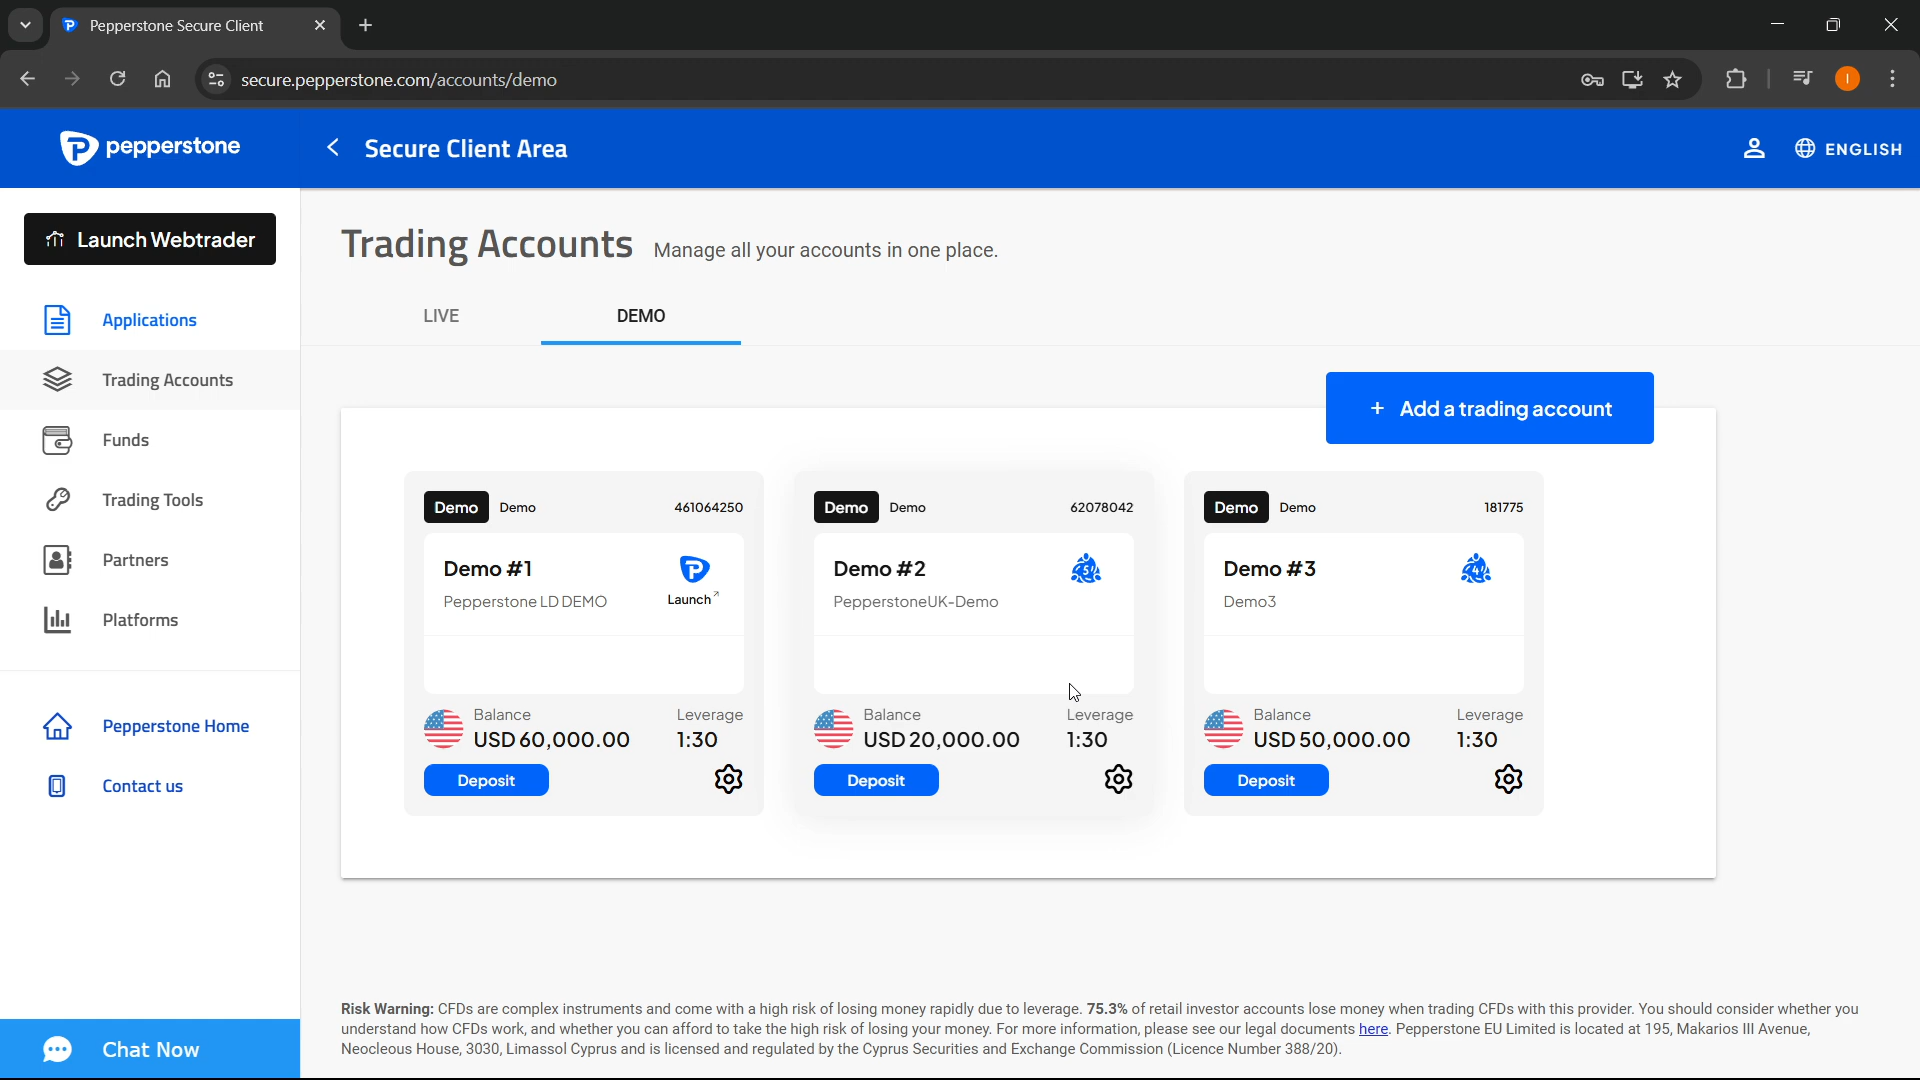 Pepperstone Secure Client
secure.pepperstone.com/accounts/demo
I
pepperstone
Secure Client Area
ENGLISH
Launch Webtrader
Applications
Trading Accounts
Funds
Trading Tools
Partners
Platforms
Pepperstone Home
Contact us
Chat Now
Trading Accounts Manage all your accounts in one place.
LIVE DEMO
+ Add a trading account
Demo Demo 461064250
Demo #1
Pepperstone LD DEMO
Launch
Balance Leverage
USD 60,000.00 1:30
Deposit
Demo Demo 62078042
Demo #2
5
PepperstoneUK-Demo
Balance Leverage
USD 20,000.00 1:30
Deposit
Demo Demo 181775
Demo #3
4
Demo3
Balance Leverage
USD 50,000.00 1:30
Deposit
Risk Warning: CFDs are complex instruments and come with a high risk of losing money rapidly due to leverage. 75.3% of retail investor accounts lose money when trading CFDs with this provider. You should consider whether you
understand how CFDs work, and whether you can afford to take the high risk of losing your money. For more information, please see our legal documents here. Pepperstone EU Limited is located at 195, Makarios III Avenue,
Neocleous House, 3030, Limassol Cyprus and is licensed and regulated by the Cyprus Securities and Exchange Commission (Licence Number 388/20).